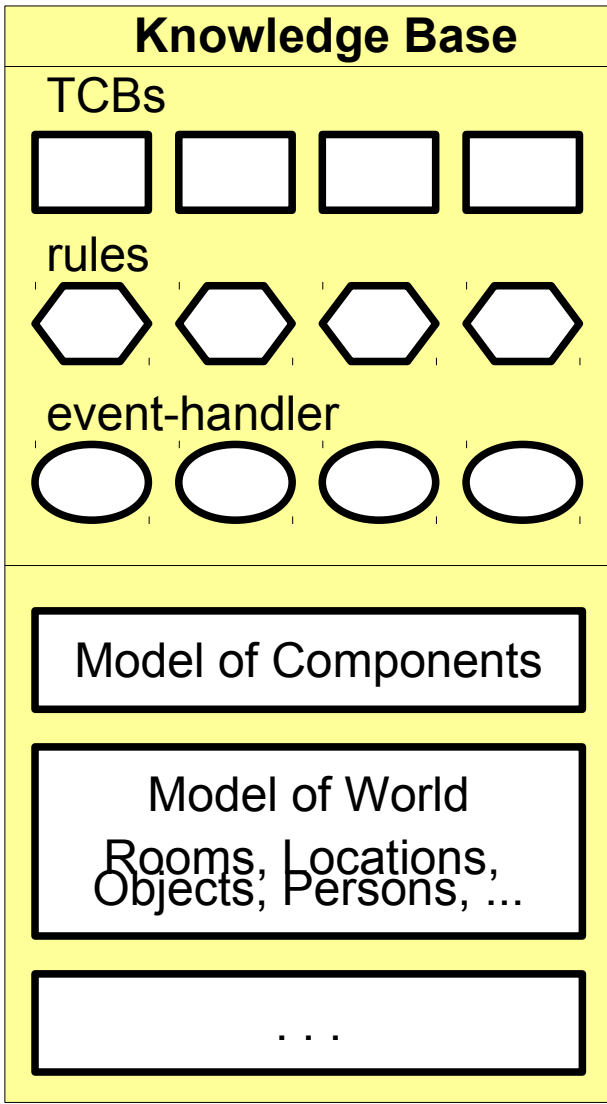 Knowledge Base
TCBs
rules
event-handler
Model of Components
Model of World
Rooms, Locations,
Objects, Persons, ...
. . .